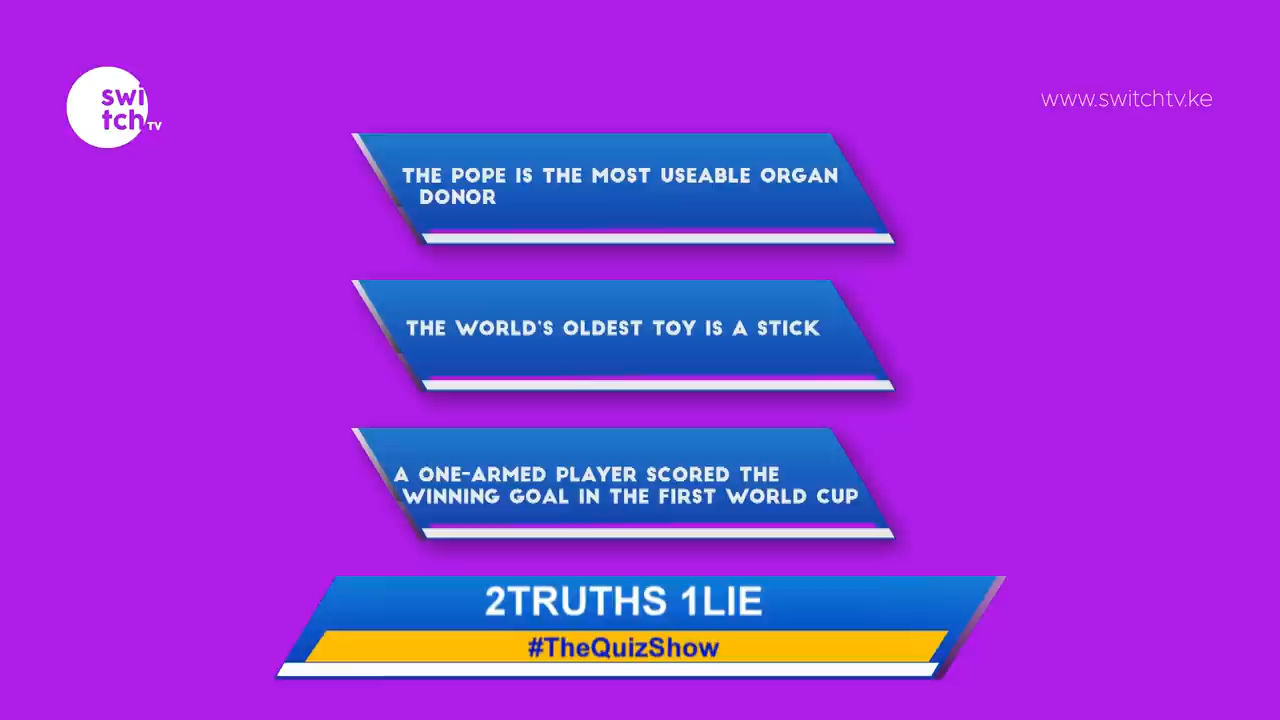 swi
tch TV
www.switchtv.ke
THE POPE IS THE MOST USEABLE ORGAN
DONOR
THE WORLD'S OLDEST TOY IS A STICK
A ONE-ARMED PLAYER SCORED THE
WINNING GOAL IN THE FIRST WORLD CUP
2TRUTHS 1LIE
#TheQuizShow